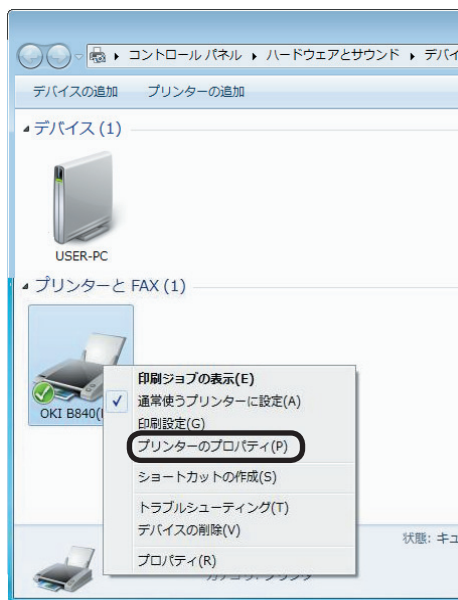 コントロール パネル ▸ ハードウェアとサウンド ▸ デバイ
デバイスの追加 プリンターの追加
デバイス (1)
USER-PC
プリンターと FAX (1)
OKI B840(
印刷ジョブの表示(E)
通常使うプリンターに設定(A)
印刷設定(G)
プリンターのプロパティ(P)
ショートカットの作成(S)
トラブルシューティング(T)
デバイスの削除(V)
プロパティ(R)
状態: キュ